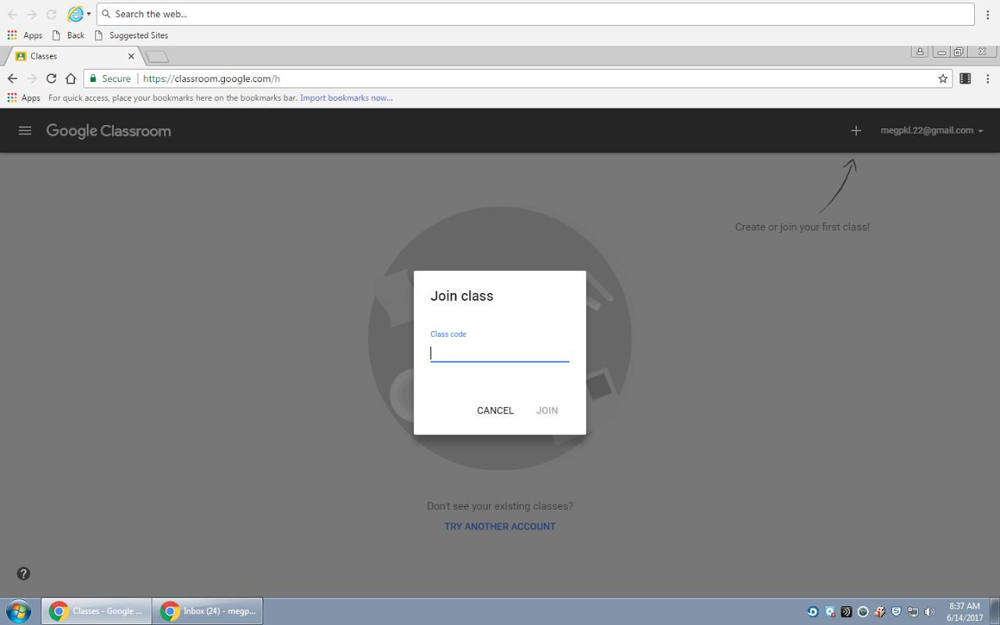 Search the web...
Apps Back Suggested Sites
Classes
Secure https://classroom.google.com/h
Apps For quick access, place your bookmarks here on the bookmarks bar. Import bookmarks now...
Google Classroom megpkl.22@gmail.com
Create or join your first class!
Join class
Class code
CANCEL JOIN
Don't see your existing classes?
TRY ANOTHER ACCOUNT
Classes - Google ... Inbox (24) - megp... 8:37 AM
6/14/2017